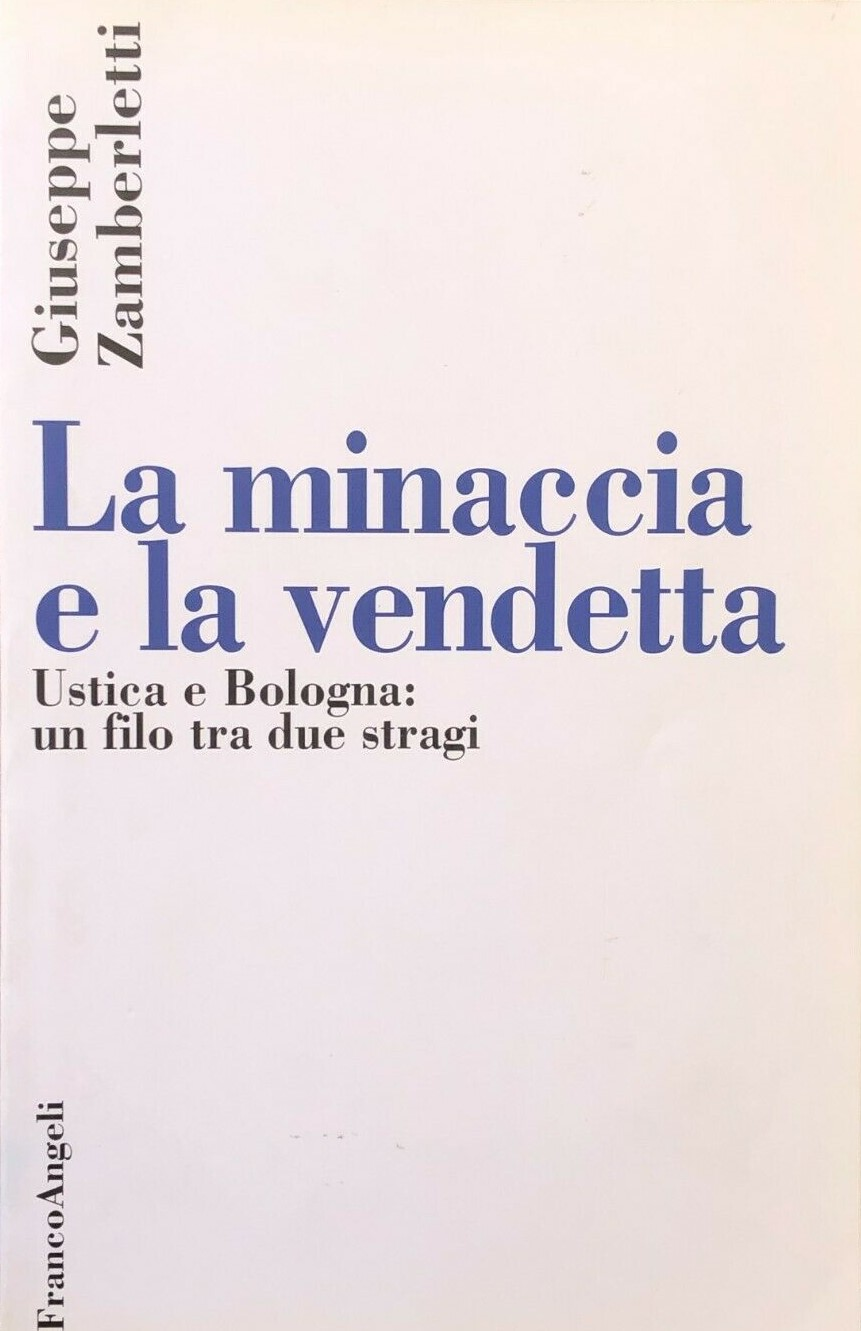 Giuseppe
Zamberletti
La minaccia
e la vendetta
Ustica e Bologna:
un filo tra due stragi
FrancoAngeli